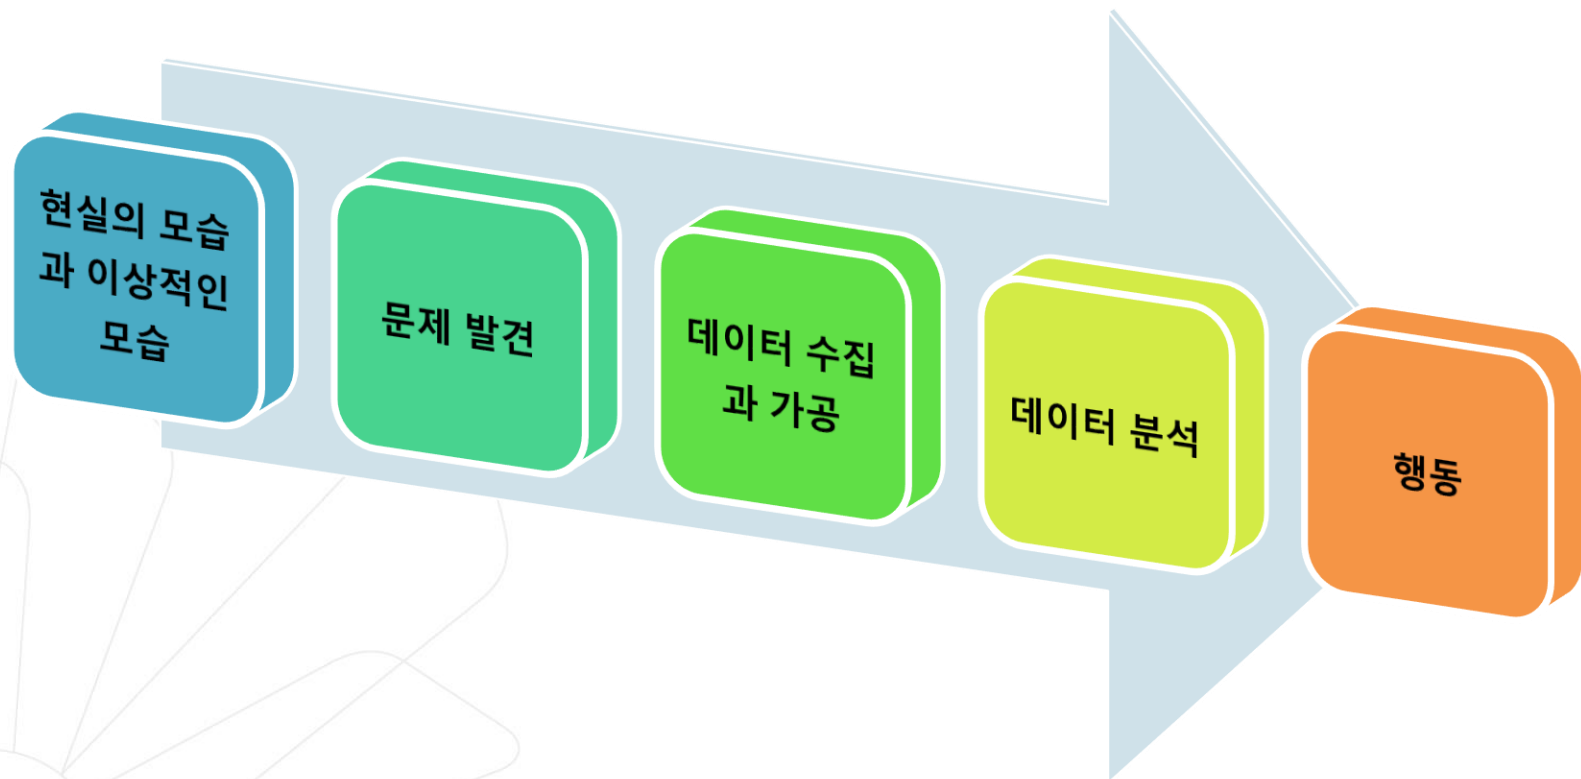 현실의 모습
과 이상적인
모습
문제 발견
데이터 수집
과 가공
데이터 분석
행동